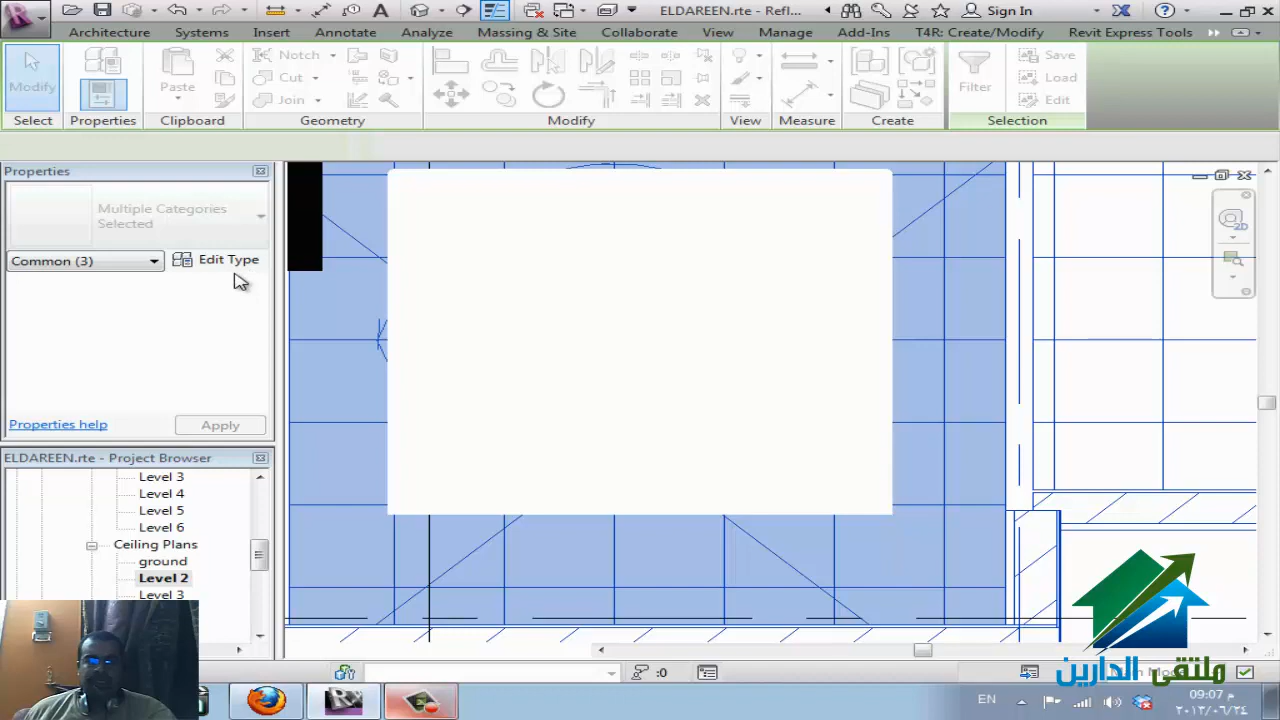 ELDAREEN.rte - Refl...
Sign In
Architecture Systems Insert Annotate Analyze Massing & Site Collaborate View Manage Add-Ins T4R: Create/Modify Revit Express Tools
Modify
Paste
Notch
Cut
Join
Filter
Save
Load
Edit
Select Properties Clipboard Geometry Modify View Measure Create Selection
Properties
Multiple Categories
Selected
Common (3)
Edit Type
Properties help
Apply
ELDAREEN.rte - Project Browser
Level 3
Level 4
Level 5
Level 6
Ceiling Plans
ground
Level 2
Level 3
2D
:0
ملتقى الدارين
EN
09:07 م
٢٠١٣/٠٦/٢٤